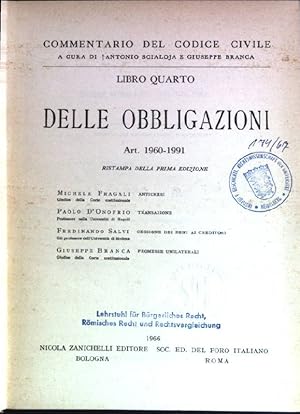 COMMENTARIO DEL CODICE CIVILE
A CURA DI †ANTONIO SCIALOJA E GIUSEPPE BRANCA
LIBRO QUARTO
DELLE OBBLIGAZIONI
Art. 1960-1991
174/67
RISTAMPA DELLA PRIMA EDIZIONE
MICHELE FRAGALI ANTICRESI
Giudice della Corte costituzionale
PAOLO D'ONOFRIO TRANSAZIONE
Professore nella Università di Napoli
FERDINANDO SALVI CESSIONE DEI BENI AI CREDITORI
Già professore dell'Università di Modena
GIUSEPPE BRANCA PROMESSE UNILATERALI
Giudice della Corte costituzionale
Lehrstuhl für Bürgerliches Recht,
Römisches Recht und Rechtsvergleichung
1966
NICOLA ZANICHELLI EDITORE SOC. ED. DEL FORO ITALIANO
BOLOGNA ROMA